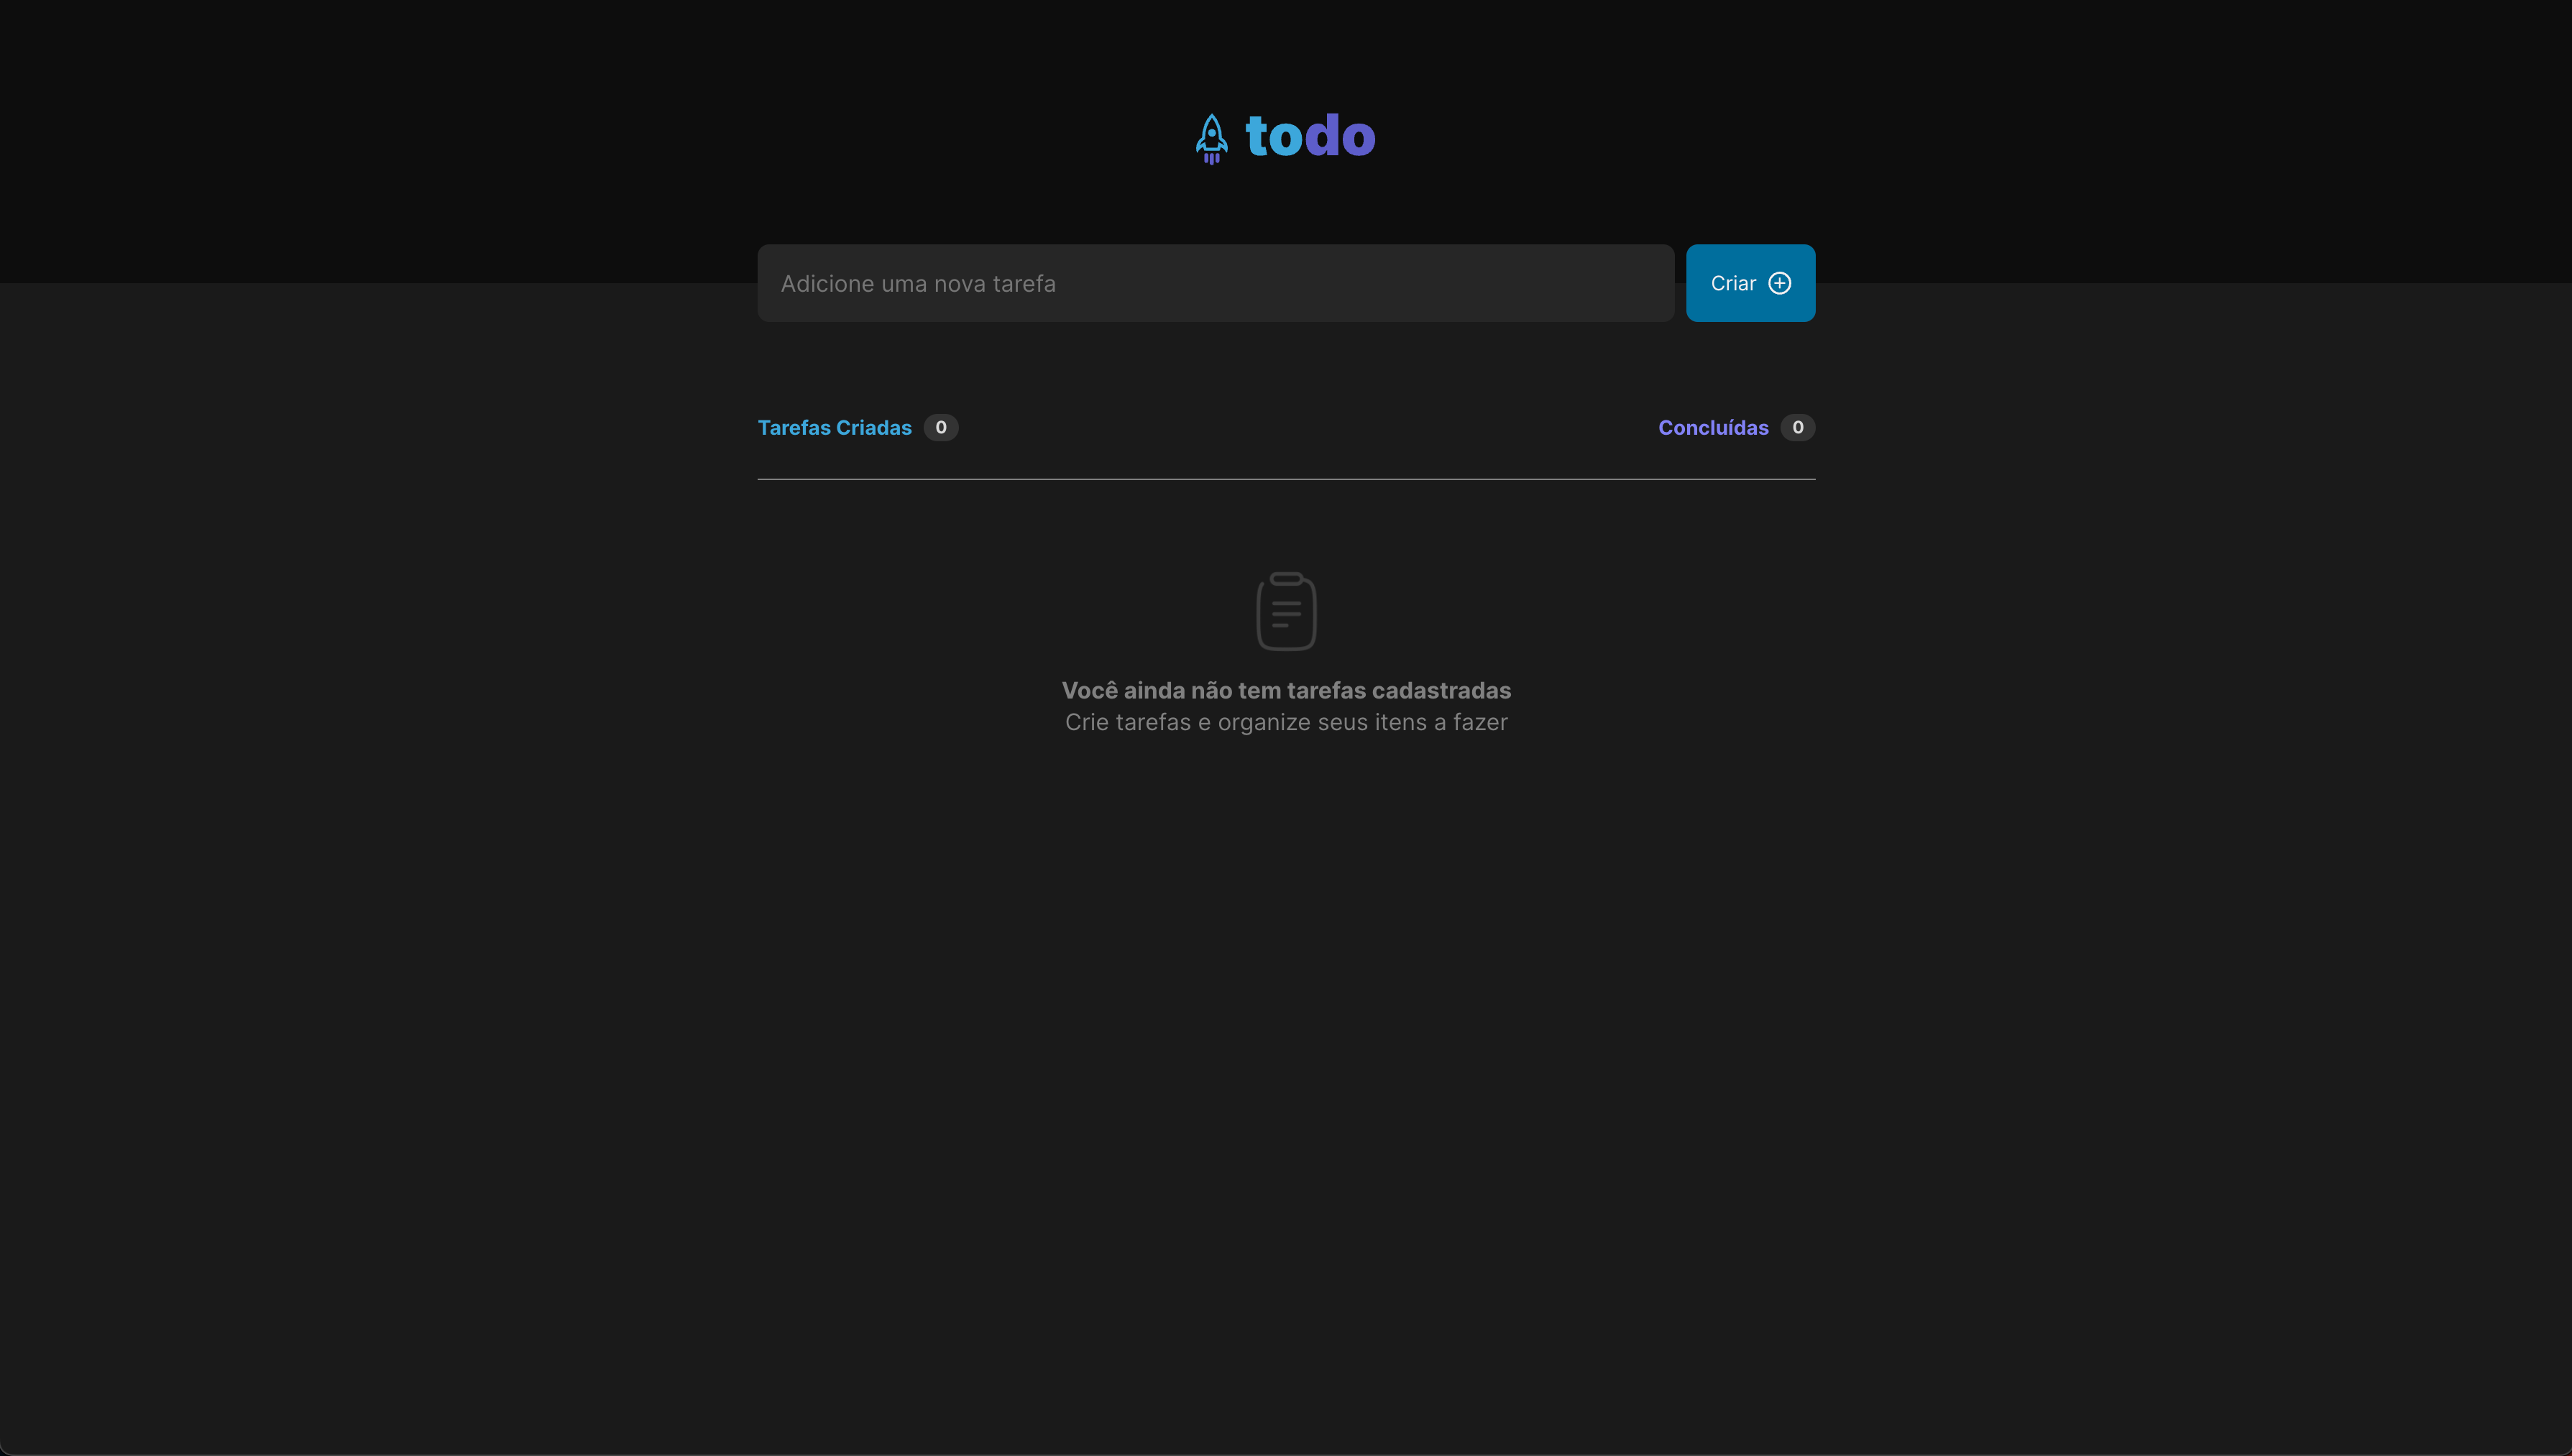 todo
Adicione uma nova tarefa
Criar
Tarefas Criadas 0
Concluídas 0
Você ainda não tem tarefas cadastradas
Crie tarefas e organize seus itens a fazer